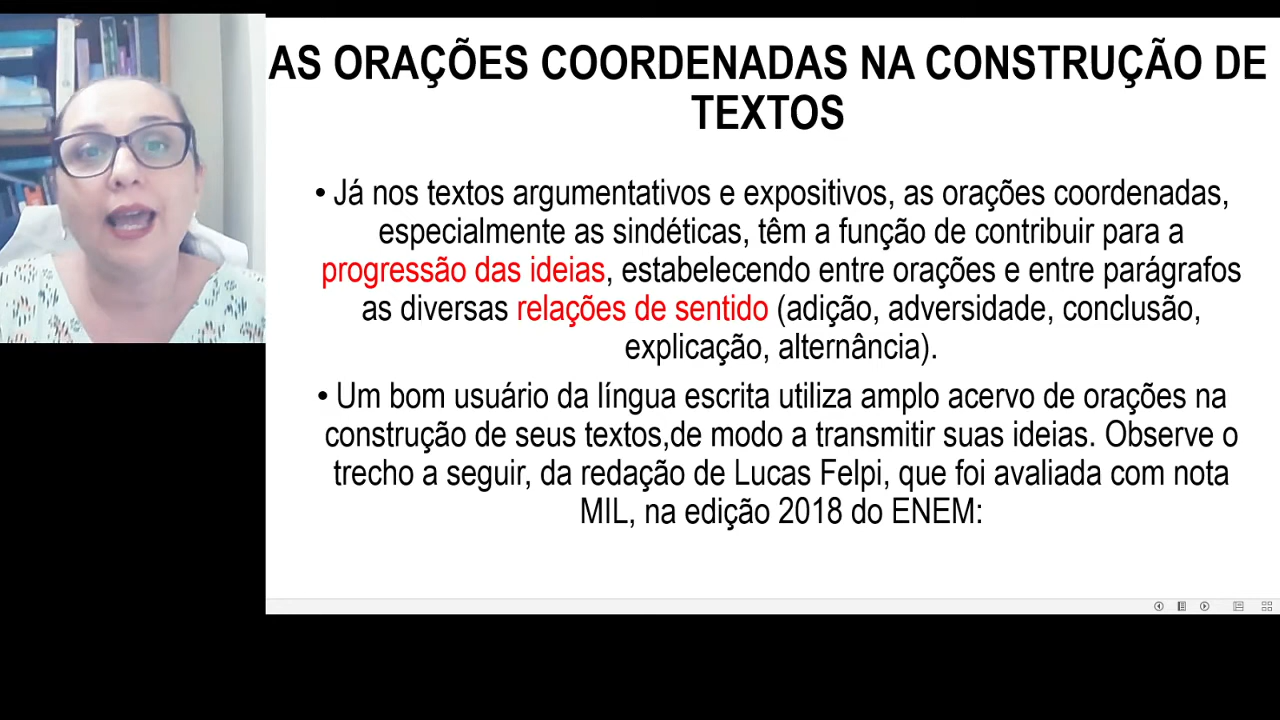 AS ORAÇÕES COORDENADAS NA CONSTRUÇÃO DE
TEXTOS
• Já nos textos argumentativos e expositivos, as orações coordenadas,
especialmente as sindéticas, têm a função de contribuir para a
progressão das ideias, estabelecendo entre orações e entre parágrafos
as diversas relações de sentido (adição, adversidade, conclusão,
explicação, alternância).
• Um bom usuário da língua escrita utiliza amplo acervo de orações na
construção de seus textos,de modo a transmitir suas ideias. Observe o
trecho a seguir, da redação de Lucas Felpi, que foi avaliada com nota
MIL, na edição 2018 do ENEM: